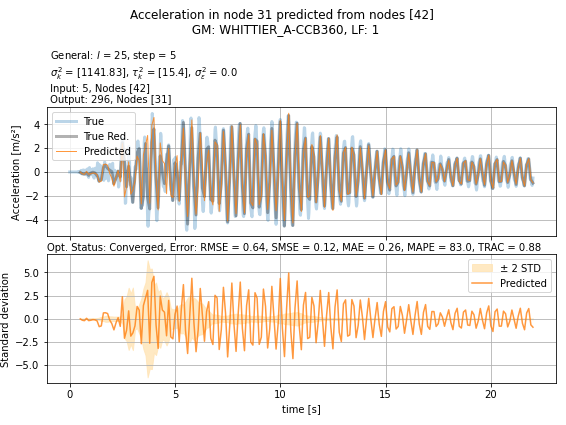 Acceleration in node 31 predicted from nodes [42]
GM: WHITTIER_A-CCB360, LF: 1
General: l = 25, step = 5
σ²ₖ = [1141.83], τ²ₖ = [15.4], σ²ε = 0.0
Input: 5, Nodes [42]
Output: 296, Nodes [31]
Acceleration [m/s²]
4
2
0
−2
−4
True
True Red.
Predicted
Opt. Status: Converged, Error: RMSE = 0.64, SMSE = 0.12, MAE = 0.26, MAPE = 83.0, TRAC = 0.88
Standard deviation
5.0
2.5
0.0
−2.5
−5.0
± 2 STD
Predicted
0 5 10 15 20
time [s]